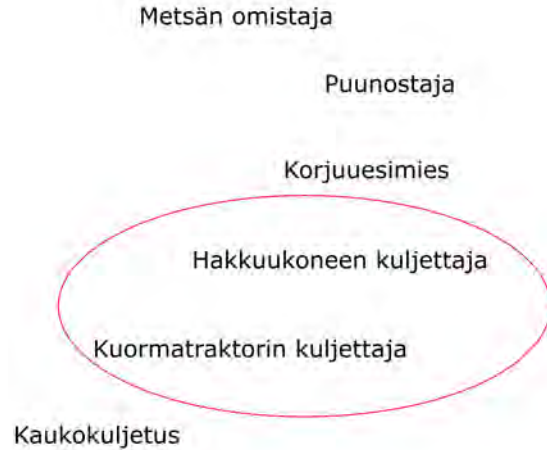 Metsän omistaja
Puunostaja
Korjuuesimies
Hakkuukoneen kuljettaja
Kuormatraktorin kuljettaja
Kaukokuljetus